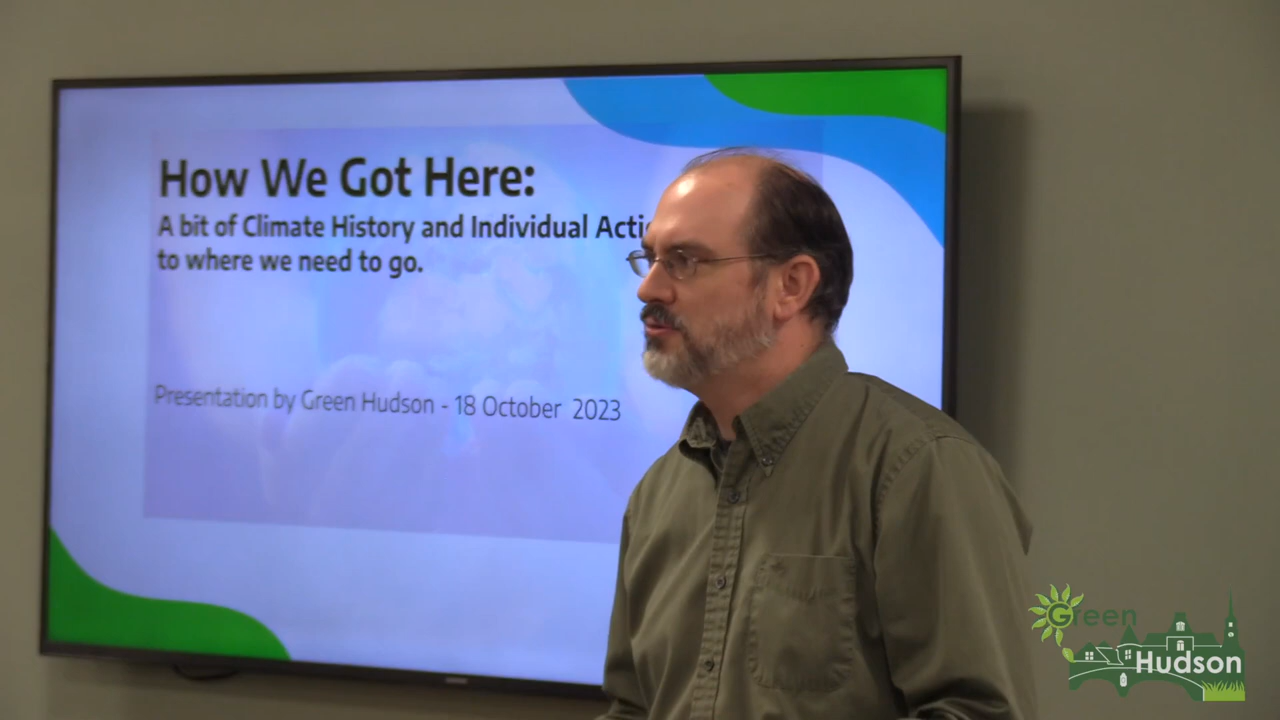 How We Got Here:
A bit of Climate History and Individual
to where we need to go.
Presentation by Green Hudson - 18 October 2023
Green
Hudson